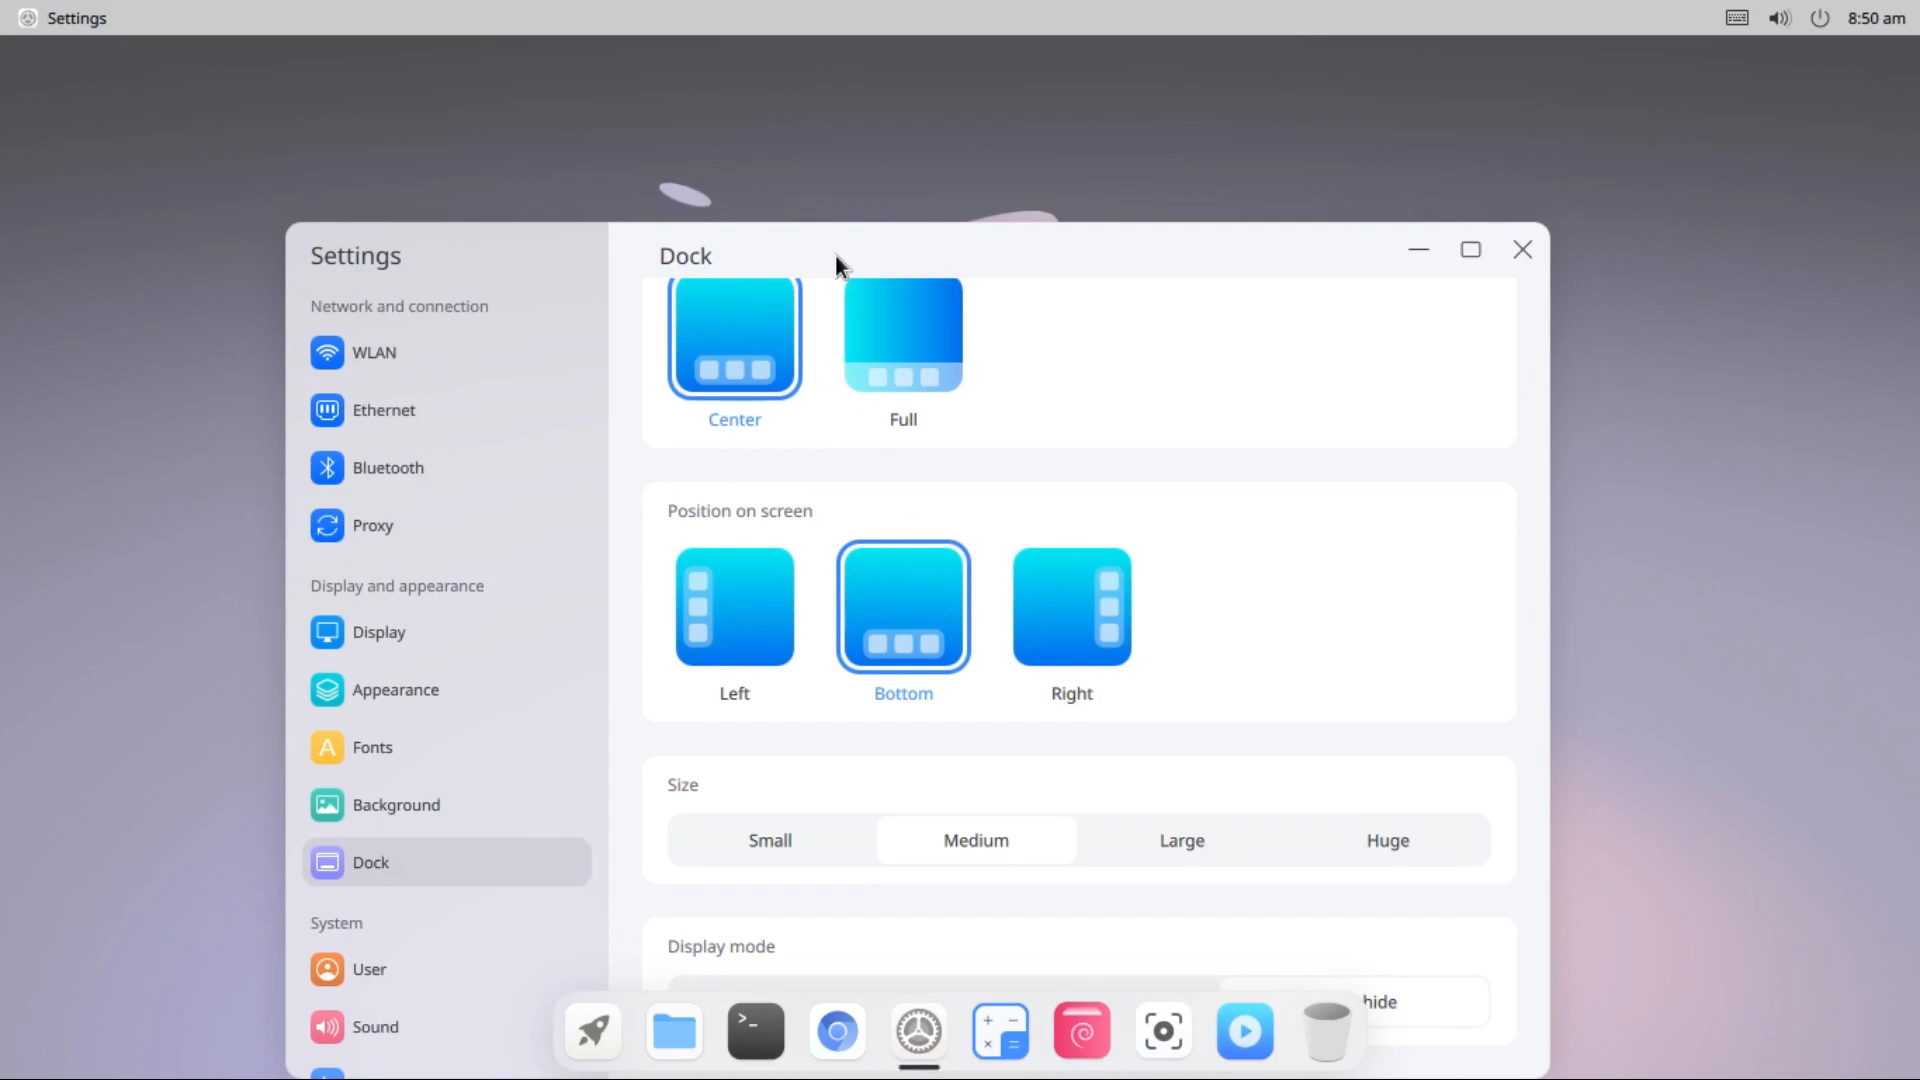 Settings
8:50 am
Settings
Network and connection
WLAN
Ethernet
Bluetooth
Proxy
Display and appearance
Display
Appearance
Fonts
Background
Dock
System
User
Sound
Dock
Center
Full
Position on screen
Left
Bottom
Right
Size
Small
Medium
Large
Huge
Display mode
hide